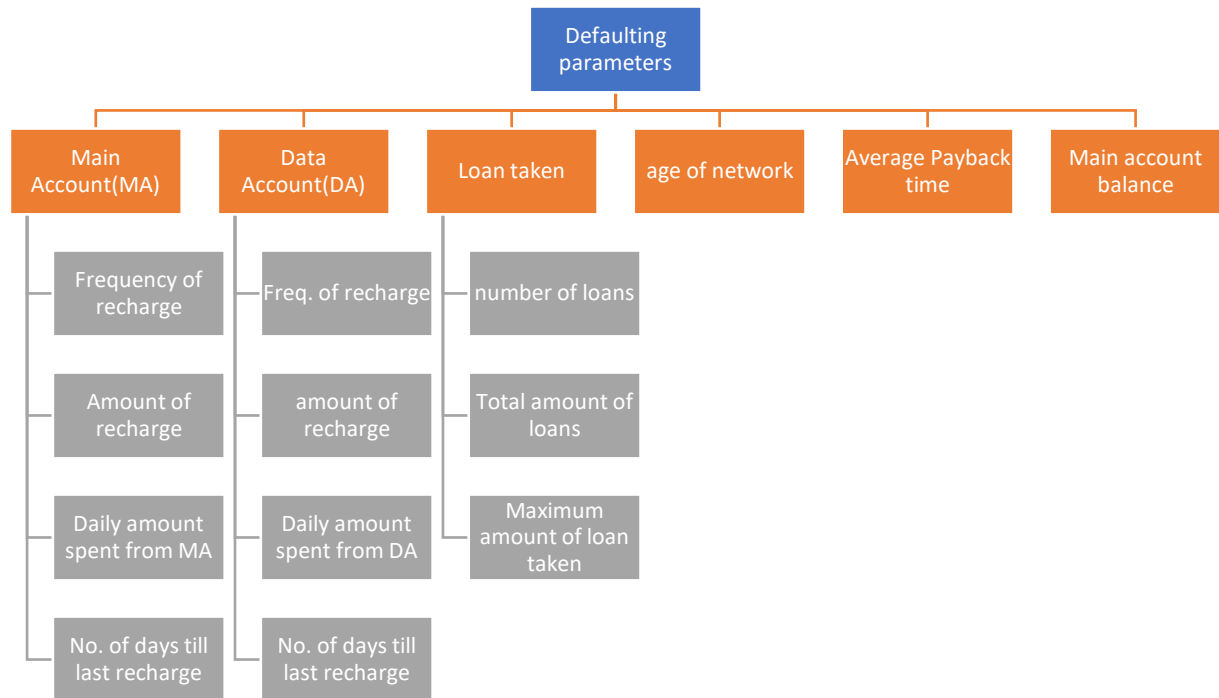 Defaulting
parameters
Main
Account(MA)
Data
Account(DA)
Loan taken
age of network
Average Payback
time
Main account
balance
Frequency of
recharge
Freq. of recharge
number of loans
Amount of
recharge
amount of
recharge
Total amount of
loans
Daily amount
spent from MA
Daily amount
spent from DA
Maximum
amount of loan
taken
No. of days till
last recharge
No. of days till
last recharge